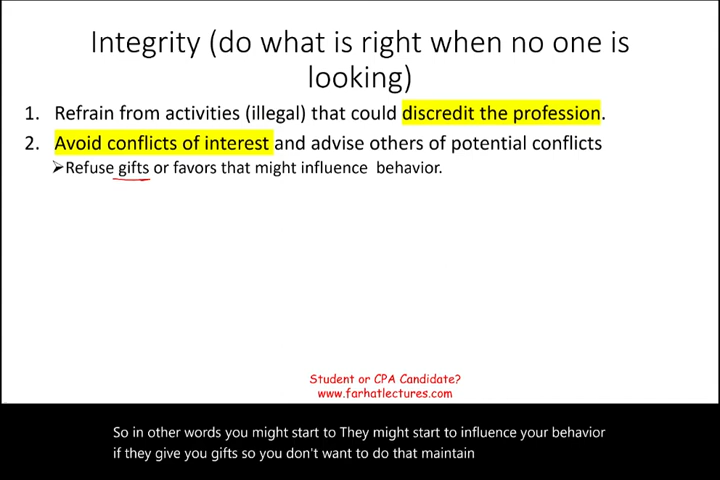 Integrity (do what is right when no one is
looking)
1. Refrain from activities (illegal) that could discredit the profession.
2. Avoid conflicts of interest and advise others of potential conflicts
➢Refuse gifts or favors that might influence behavior.
Student or CPA Candidate?
www.farhatlectures.com
So in other words you might start to They might start to influence your behavior
if they give you gifts so you don't want to do that maintain